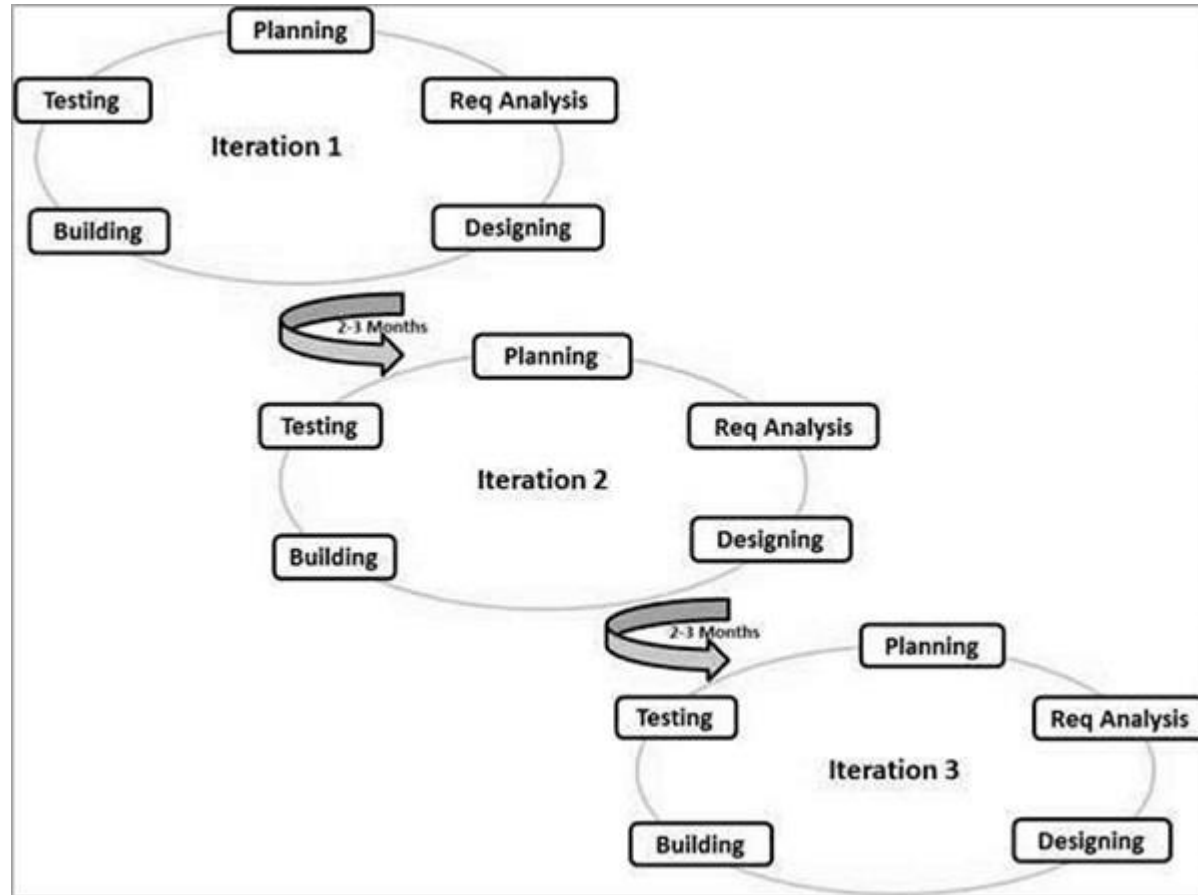 Planning
Testing
Req Analysis
Iteration 1
Building
Designing
2-3 Months
Planning
Testing
Req Analysis
Iteration 2
Building
Designing
2-3 Months
Planning
Testing
Req Analysis
Iteration 3
Building
Designing